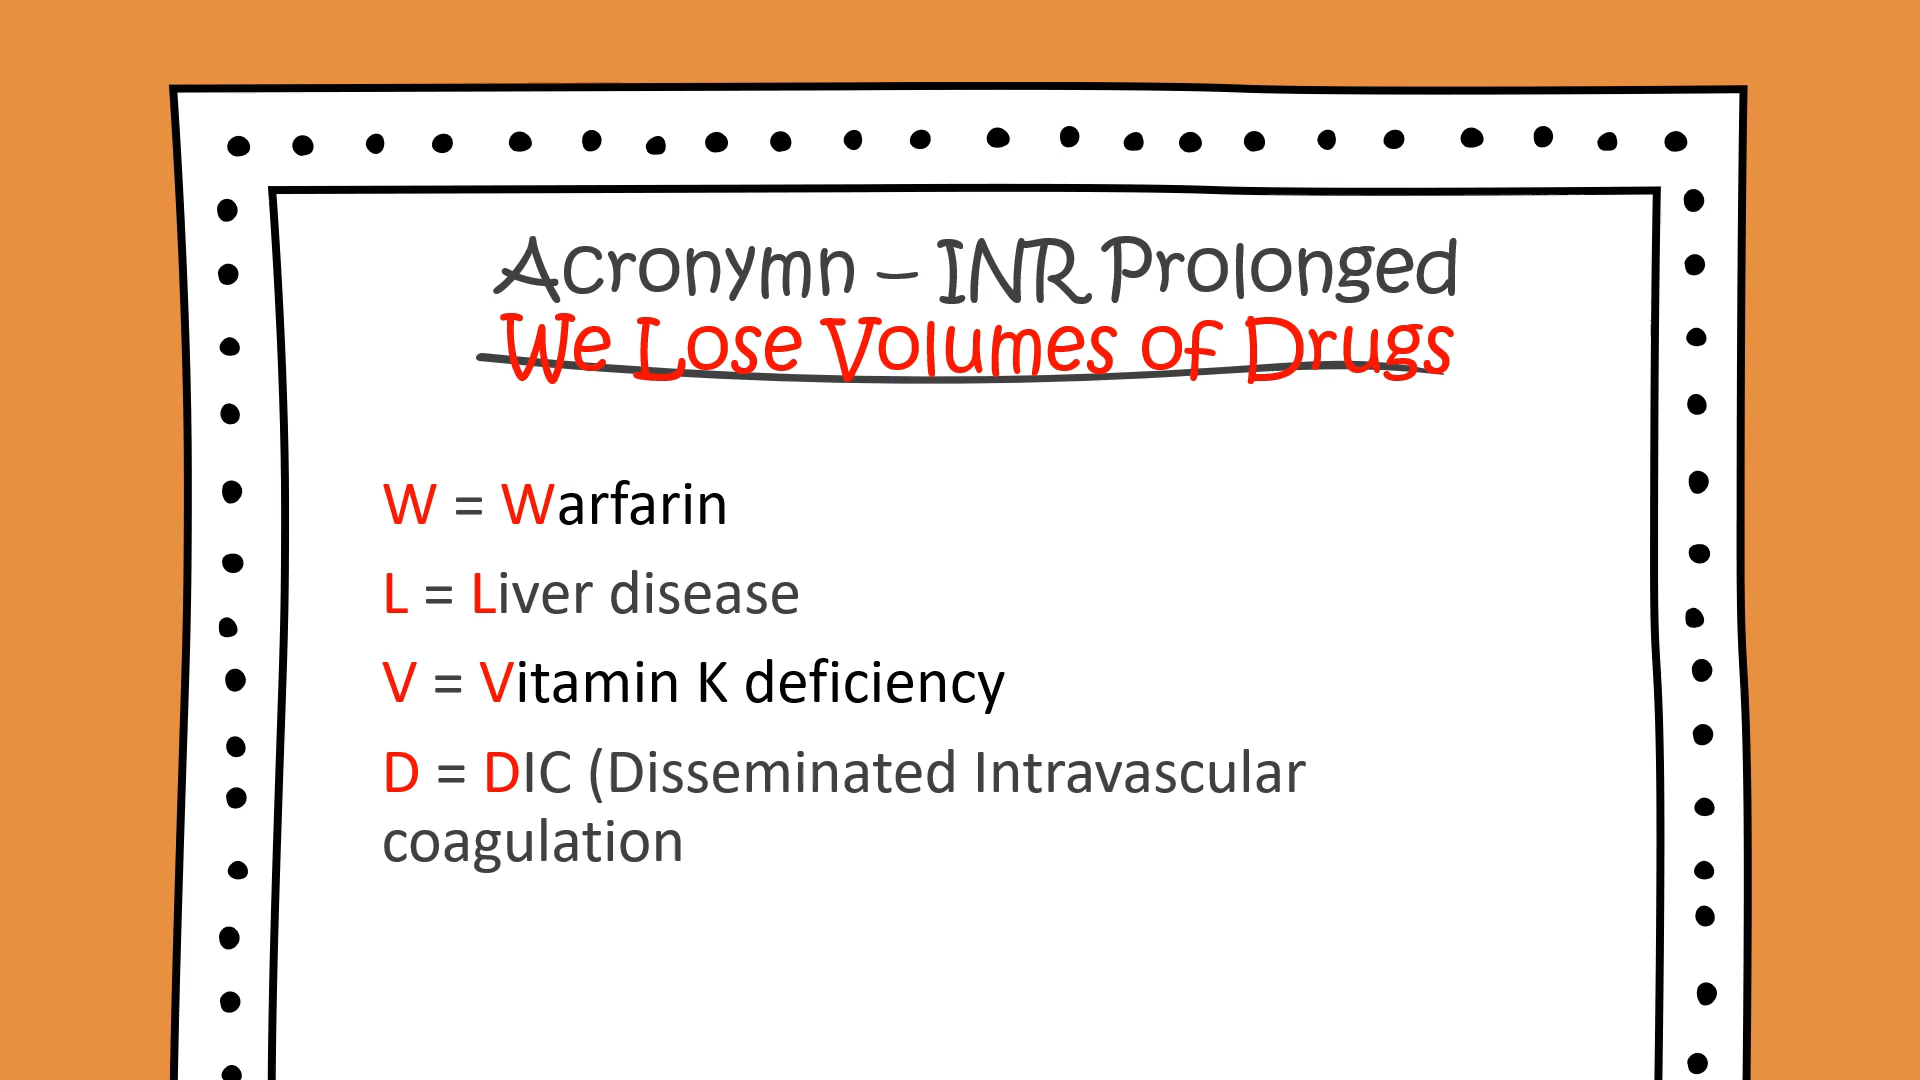 Acronymn – INR Prolonged
We Lose Volumes of Drugs
W = Warfarin
L = Liver disease
V = Vitamin K deficiency
D = DIC (Disseminated Intravascular
coagulation